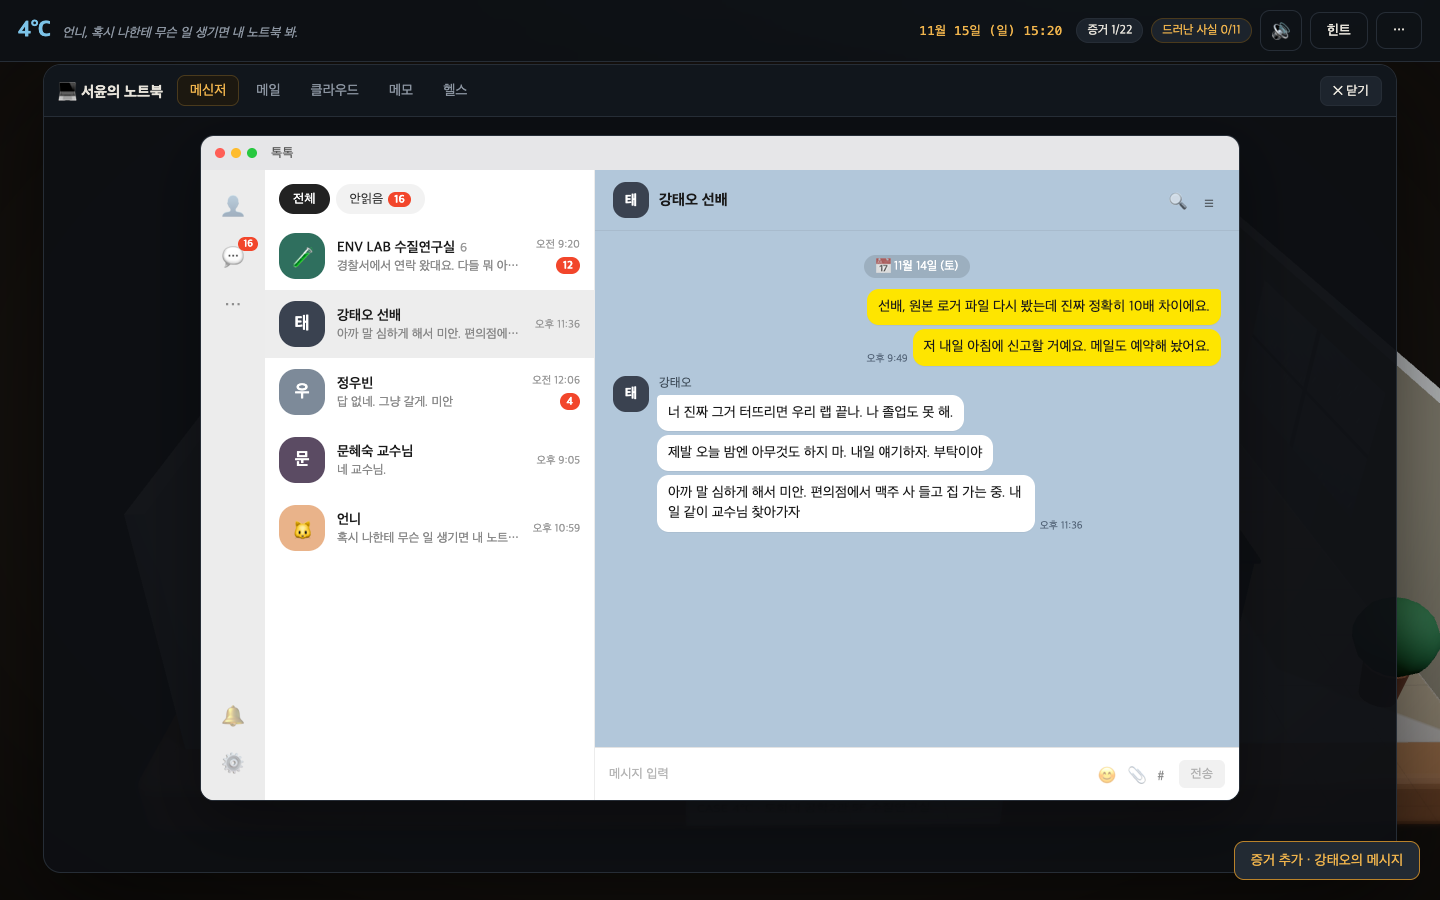 4°C
언니, 혹시 나한테 무슨 일 생기면 내 노트북 봐.
11월 15일 (일) 15:20
증거 1/22
드러난 사실 0/11
힌트
···
서윤의 노트북
메신저
메일
클라우드
메모
헬스
✕ 닫기
톡톡
16
전체
안읽음 16
ENV LAB 수질연구실 6
오전 9:20
경찰서에서 연락 왔대요. 다들 뭐 아···
12
태
강태오 선배
아까 말 심하게 해서 미안. 편의점에···
오후 11:36
우
정우빈
오전 12:06
답 없네. 그냥 갈게. 미안
4
문
문혜숙 교수님
네 교수님.
오후 9:05
언니
혹시 나한테 무슨 일 생기면 내 노트···
오후 10:59
태
강태오 선배
11월 14일 (토)
선배, 원본 로거 파일 다시 봤는데 진짜 정확히 10배 차이에요.
저 내일 아침에 신고할 거예요. 메일도 예약해 놨어요.
오후 9:49
태
강태오
너 진짜 그거 터뜨리면 우리 랩 끝나. 나 졸업도 못 해.
제발 오늘 밤엔 아무것도 하지 마. 내일 얘기하자. 부탁이야
아까 말 심하게 해서 미안. 편의점에서 맥주 사 들고 집 가는 중. 내
일 같이 교수님 찾아가자
오후 11:36
메시지 입력
#
전송
증거 추가 · 강태오의 메시지